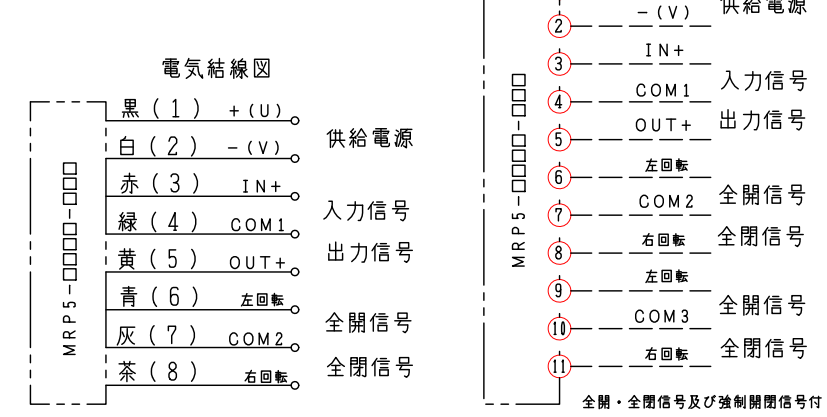 電気結線図
黒(1) +(U)
白(2) -(V)
供給電源
赤(3) IN+
緑(4) COM1
入力信号
黄(5) OUT+
出力信号
青(6) 左回転
灰(7) COM2
全開信号
茶(8) 右回転
全閉信号
MRP5-□□□□-□□□
供給電源
② -(V)
③ IN+
④ COM1
入力信号
⑤ OUT+
出力信号
⑥ 左回転
⑦ COM2
全開信号
⑧ 右回転
全閉信号
⑨ 左回転
⑩ COM3
全開信号
⑪ 右回転
全閉信号
MRP5-□□□□-□□□
全開・全閉信号及び強制開閉信号付